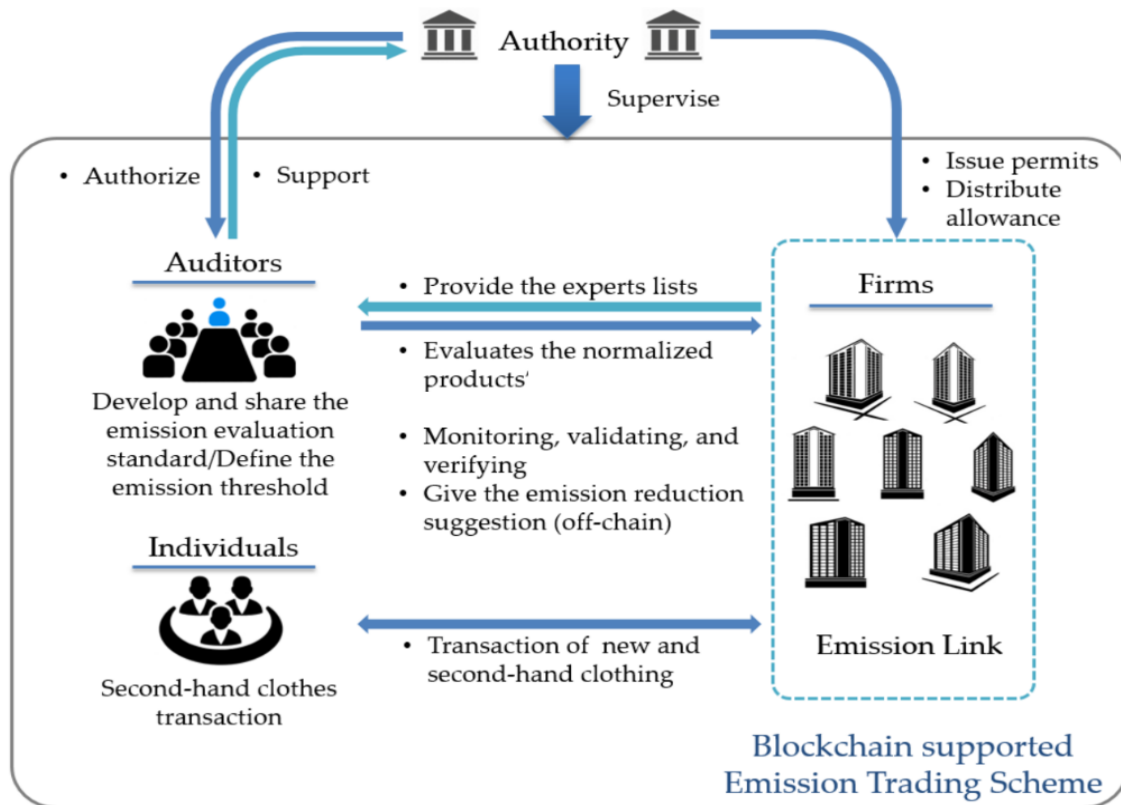 Authority
Supervise
• Authorize
• Support
• Issue permits
• Distribute
allowance
Auditors
Develop and share the
emission evaluation
standard/Define the
emission threshold
• Provide the experts lists
• Evaluates the normalized
products'
• Monitoring, validating, and
verifying
• Give the emission reduction
suggestion (off-chain)
Firms
Emission Link
Individuals
Second-hand clothes
transaction
• Transaction of new and
second-hand clothing
Blockchain supported
Emission Trading Scheme